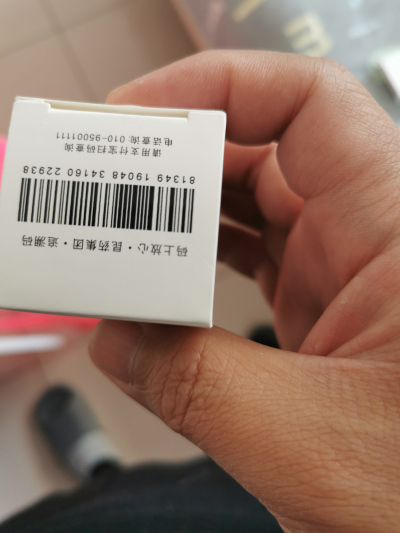 码上放心·昆药集团·追溯码
81349 19048 34160 22938
请用支付宝扫码查询
电话查询: 010-95001111